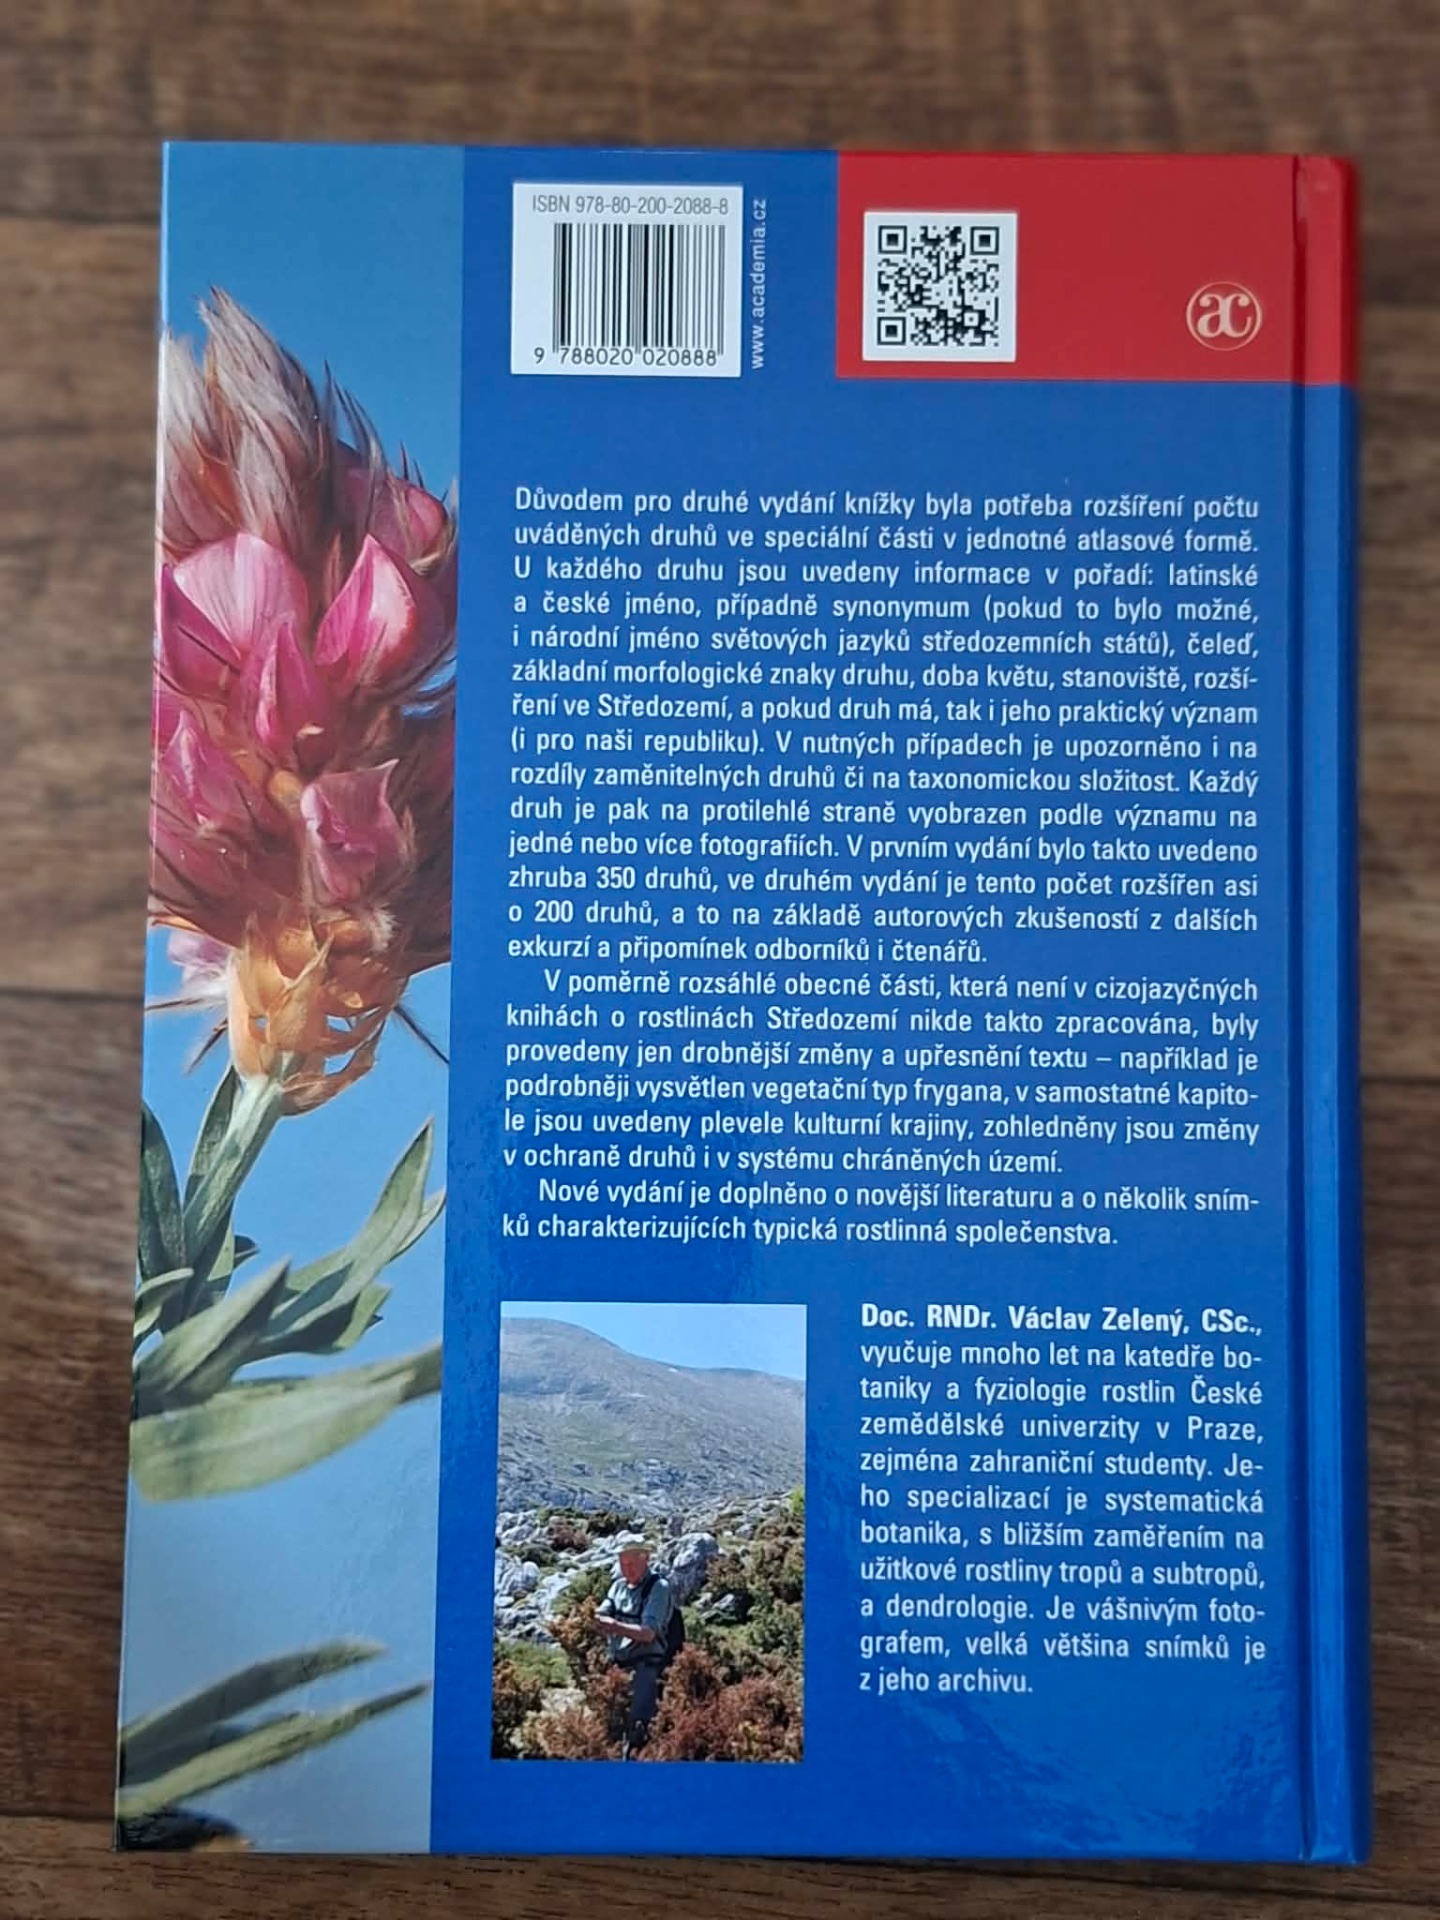 ISBN 978-80-200-2088-8
9 788020 020888
www.academia.cz
ac
Důvodem pro druhé vydání knížky byla potřeba rozšíření počtu
uváděných druhů ve speciální části v jednotné atlasové formě.
U každého druhu jsou uvedeny informace v pořadí: latinské
a české jméno, případně synonymum (pokud to bylo možné,
i národní jméno světových jazyků středozemních států), čeleď,
základní morfologické znaky druhu, doba květu, stanoviště, rozší-
ření ve Středozemí, a pokud druh má, tak i jeho praktický význam
(i pro naši republiku). V nutných případech je upozorněno i na
rozdíly zaměnitelných druhů či na taxonomickou složitost. Každý
druh je pak na protilehlé straně vyobrazen podle významu na
jedné nebo více fotografiích. V prvním vydání bylo takto uvedeno
zhruba 350 druhů, ve druhém vydání je tento počet rozšířen asi
o 200 druhů, a to na základě autorových zkušeností z dalších
exkurzí a připomínek odborníků i čtenářů.
V poměrně rozsáhlé obecné části, která není v cizojazyčných
knihách o rostlinách Středozemí nikde takto zpracována, byly
provedeny jen drobnější změny a upřesnění textu – například je
podrobněji vysvětlen vegetační typ frygana, v samostatné kapito-
le jsou uvedeny plevele kulturní krajiny, zohledněny jsou změny
v ochraně druhů i v systému chráněných území.
Nové vydání je doplněno o novější literaturu a o několik sním-
ků charakterizujících typická rostlinná společenstva.
Doc. RNDr. Václav Zelený, CSc.,
vyučuje mnoho let na katedře bo-
taniky a fyziologie rostlin České
zemědělské univerzity v Praze,
zejména zahraniční studenty. Je-
ho specializací je systematická
botanika, s bližším zaměřením na
užitkové rostliny tropů a subtropů,
a dendrologie. Je vášnivým foto-
grafem, velká většina snímků je
z jeho archivu.